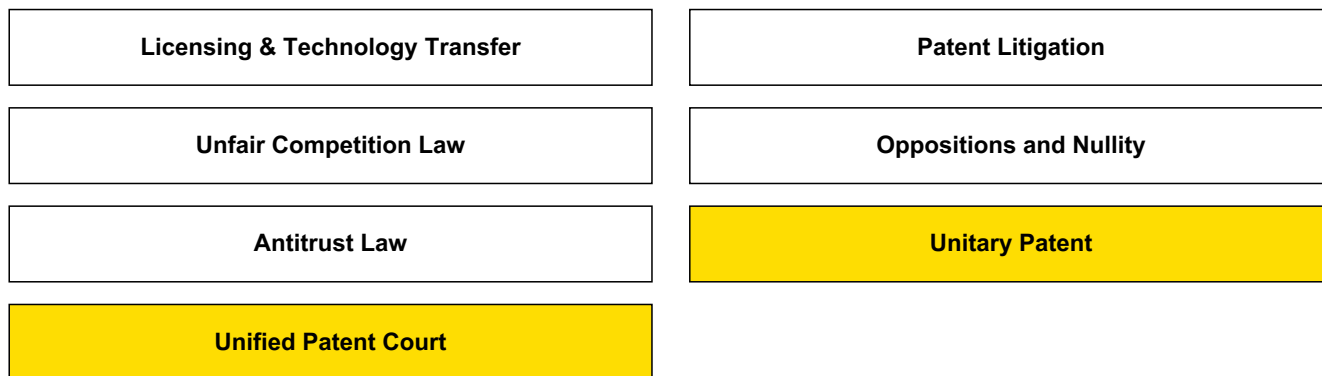 Licensing & Technology Transfer
Patent Litigation
Unfair Competition Law
Oppositions and Nullity
Antitrust Law
Unitary Patent
Unified Patent Court